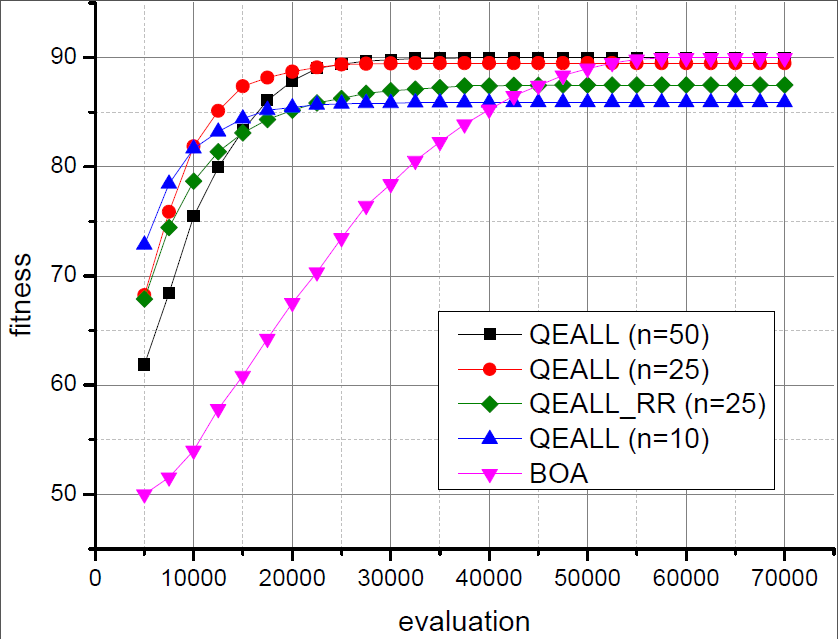 90
80
70
60
50
fitness
QEALL (n=50)
QEALL (n=25)
QEALL_RR (n=25)
QEALL (n=10)
BOA
0 10000 20000 30000 40000 50000 60000 70000
evaluation